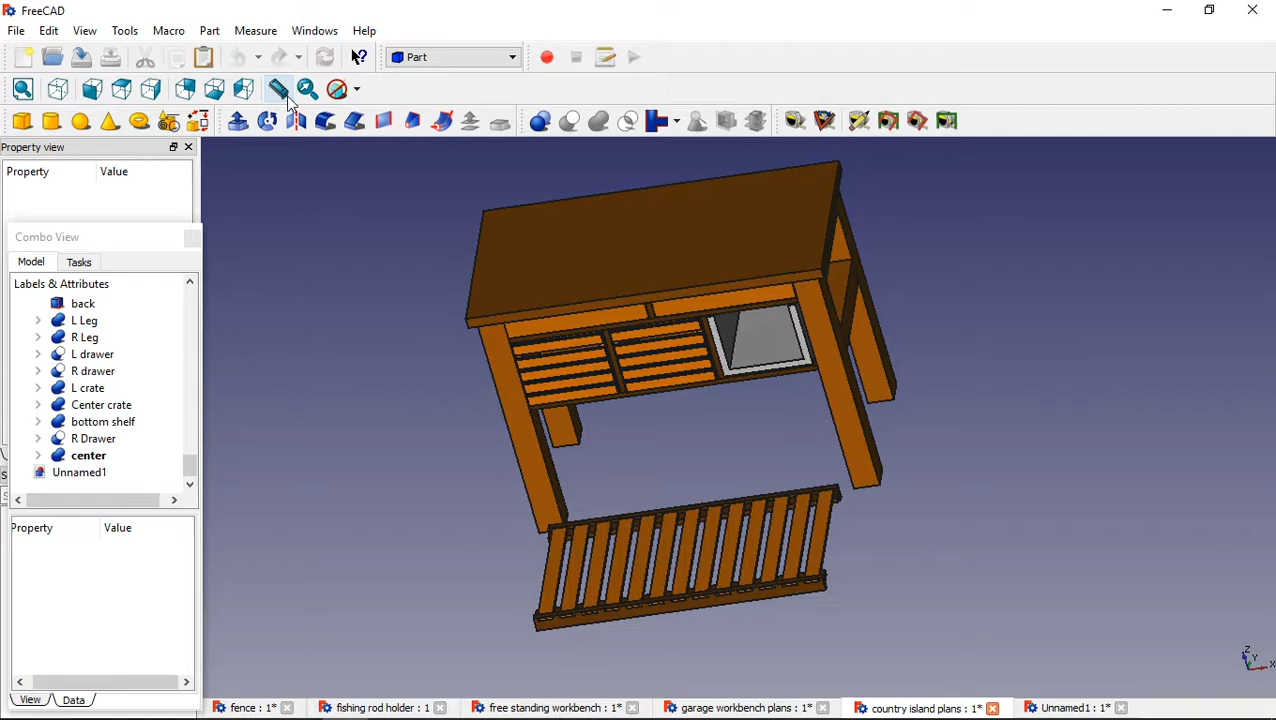 FreeCAD
File Edit View Tools Macro Part Measure Windows Help
Part
Property view
Property Value
Combo View
Model Tasks
Labels & Attributes
back
L Leg
R Leg
L drawer
R drawer
L crate
Center crate
bottom shelf
R Drawer
center
Unnamed1
Property Value
View Data
fence : 1* fishing rod holder : 1 free standing workbench : 1* garage workbench plans : 1* country island plans : 1* Unnamed1 : 1*
Z
Y
X